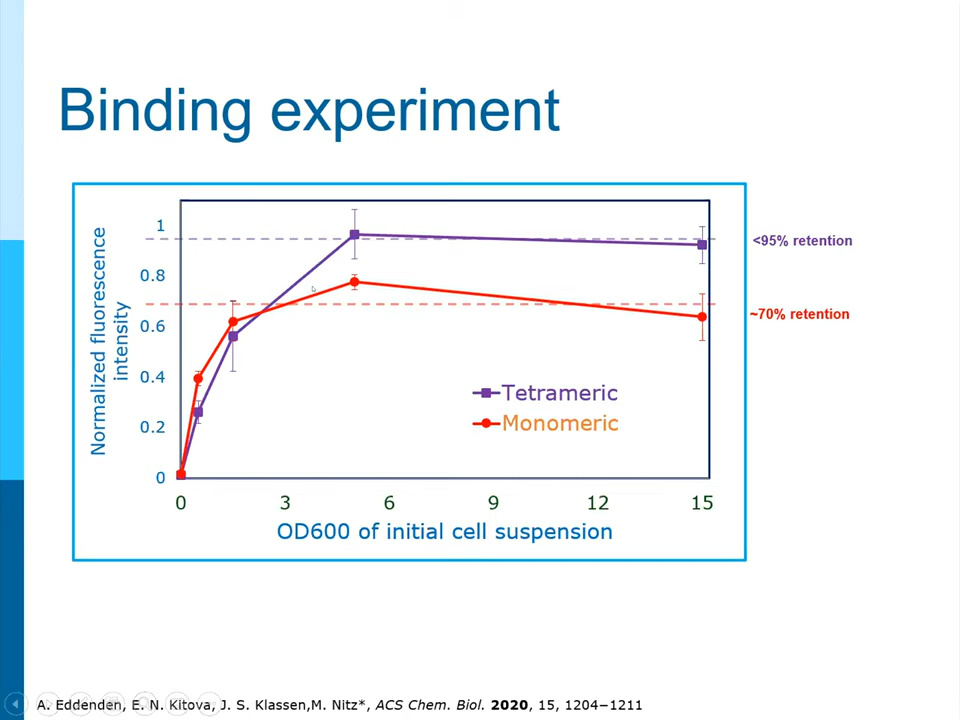 Binding experiment
Normalized fluorescence
intensity
1
0.8
0.6
0.4
0.2
0
0 3 6 9 12 15
OD600 of initial cell suspension
Tetrameric
Monomeric
<95% retention
~70% retention
A. Eddenden, E. N. Kitova, J. S. Klassen,M. Nitz*, ACS Chem. Biol. 2020, 15, 1204−1211